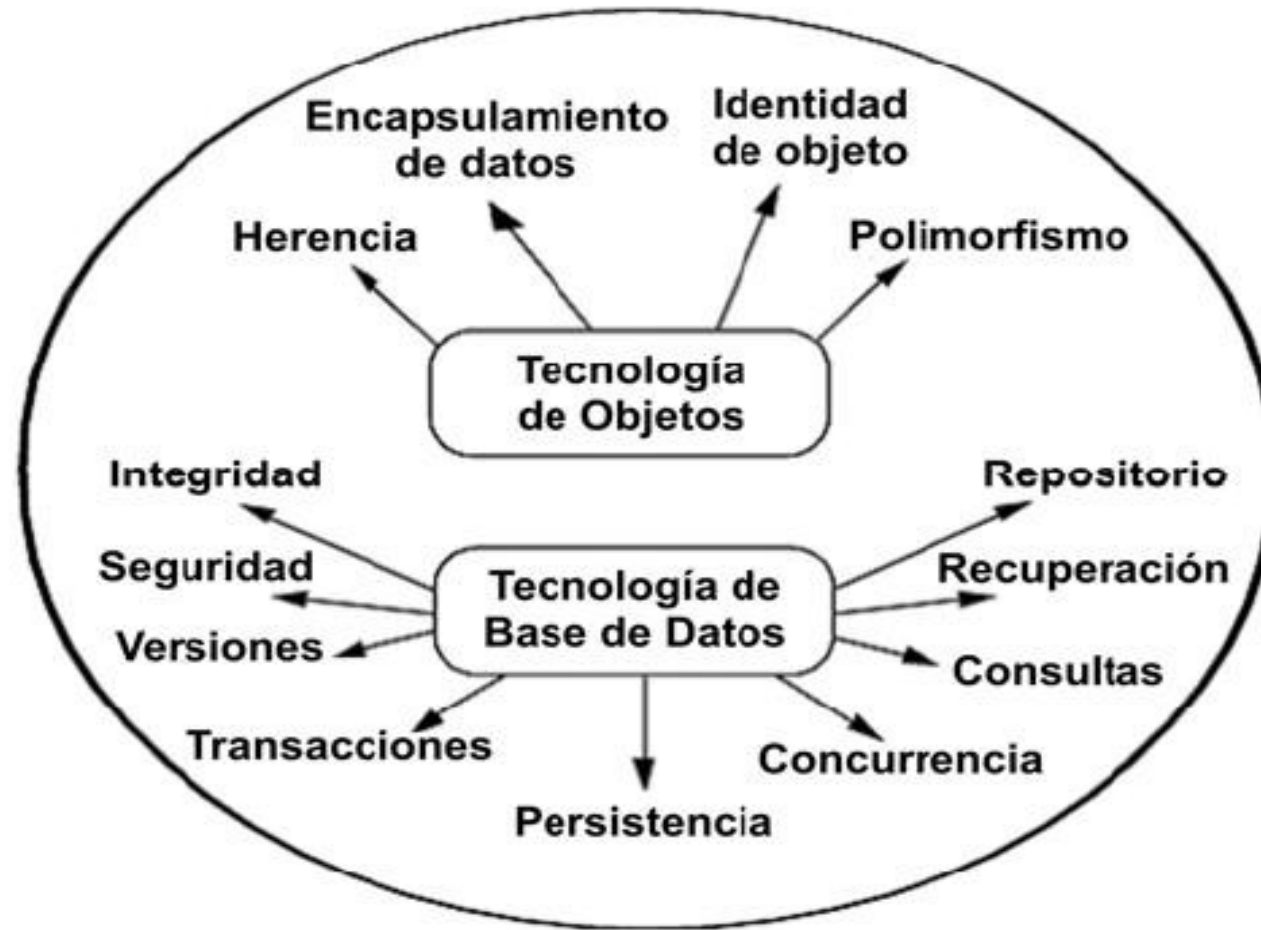 Encapsulamiento
de datos
Identidad
de objeto
Herencia
Polimorfismo
Tecnología
de Objetos
Integridad
Repositorio
Seguridad
Tecnología de
Base de Datos
Recuperación
Versiones
Consultas
Transacciones
Concurrencia
Persistencia